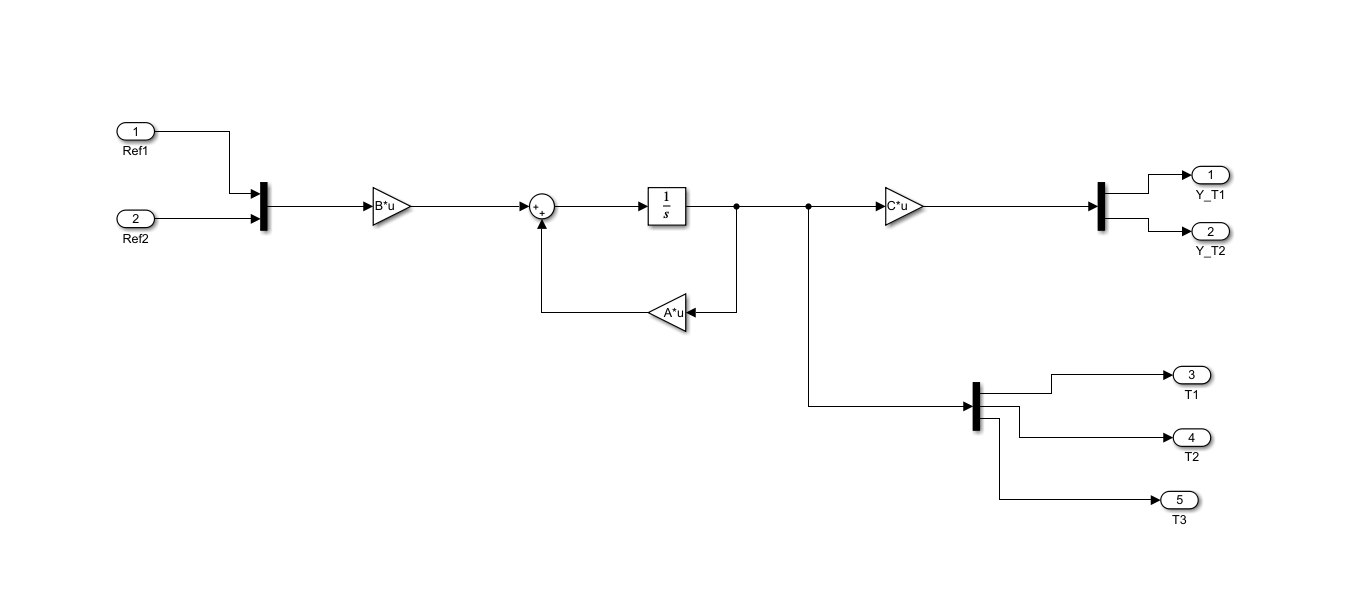 1
Ref1
2
Ref2
B*u
+
+
1
s
A*u
C*u
1
Y_T1
2
Y_T2
3
T1
4
T2
5
T3